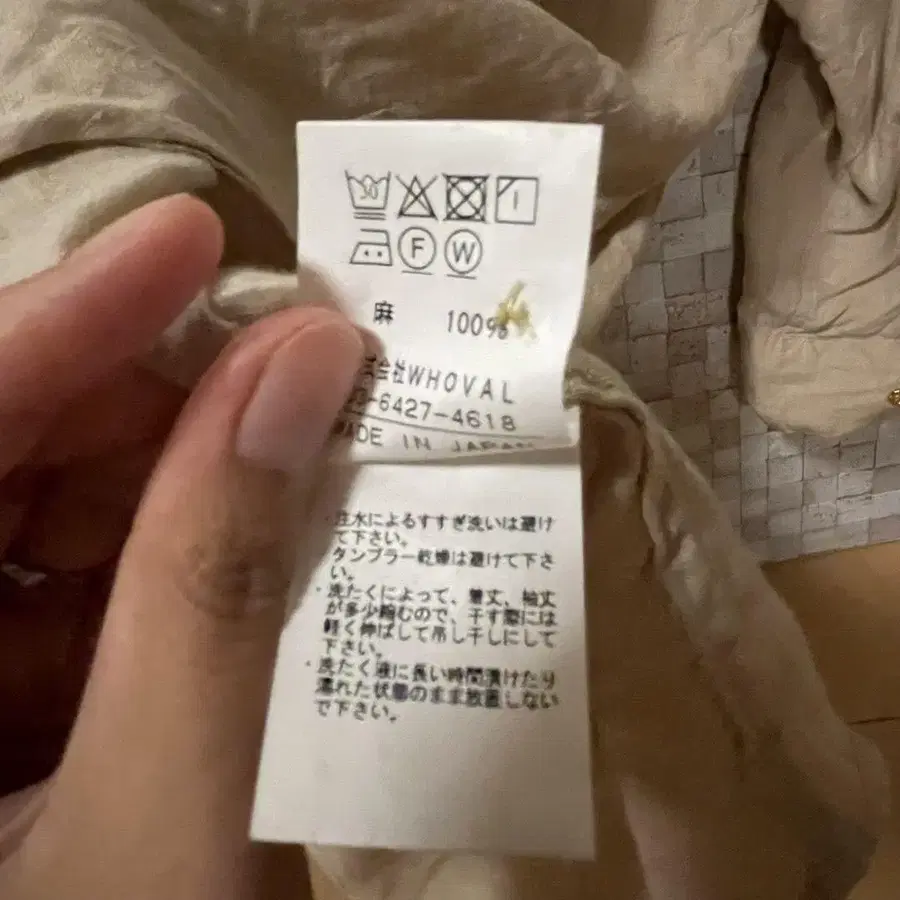 30
F W
麻 100%
式会社WHOVAL
03-6427-4618
MADE IN JAPAN
・注水によるすすぎ洗いは避け
て下さい。
・タンブラー乾燥は避けて下さ
い。
・洗たくによって、着丈、袖丈
が多少縮むので、干す際には
軽く伸ばして吊し干しにして
下さい。
・洗たく液に長い時間漬けたり
濡れた状態のまま放置しない
で下さい。